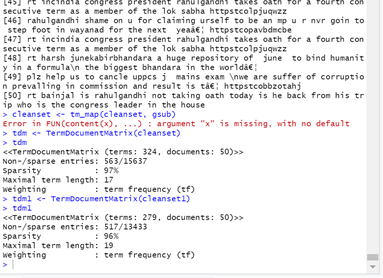 [45] rt incindia congress president rahulgandhi takes oath for a fourth con
secutive term as a member of the lok sabha httpstcolpjuqwzz
[46] rahulgandhi shame on u for claiming urself to be an mp u r nvr goin to
 step foot in wayanad for the next  yeaâ€¦ httpstcopavbdmcbe
[47] rt incindia congress president rahulgandhi takes oath for a fourth con
secutive term as a member of the lok sabha httpstcolpjuqwzz
[48] rt harsh junekabirbhandara a huge repository of  june  to bind humanit
y in a formula\n the biggest bhandara in the worldâ€¦
[49] plz help us to cancle uppcs j  mains exam \nwe are suffer of corruptio
n prevalling in commission and result is tâ€¦ httpstcobbzotahj
[50] rt bainjal is rahulgandhi not taking oath today is he back from his tr
ip who is the congress leader in the house
> cleanset <- tm_map(cleanset, gsub)
Error in FUN(content(x), ...) : argument "x" is missing, with no default
> tdm <- TermDocumentMatrix(cleanset)
> tdm
<<TermDocumentMatrix (terms: 324, documents: 50)>>
Non-/sparse entries: 563/15637
Sparsity           : 97%
Maximal term length: 17
Weighting          : term frequency (tf)
> tdm1 <- TermDocumentMatrix(cleanset1)
> tdm1
<<TermDocumentMatrix (terms: 279, documents: 50)>>
Non-/sparse entries: 517/13433
Sparsity           : 96%
Maximal term length: 19
Weighting          : term frequency (tf)
>